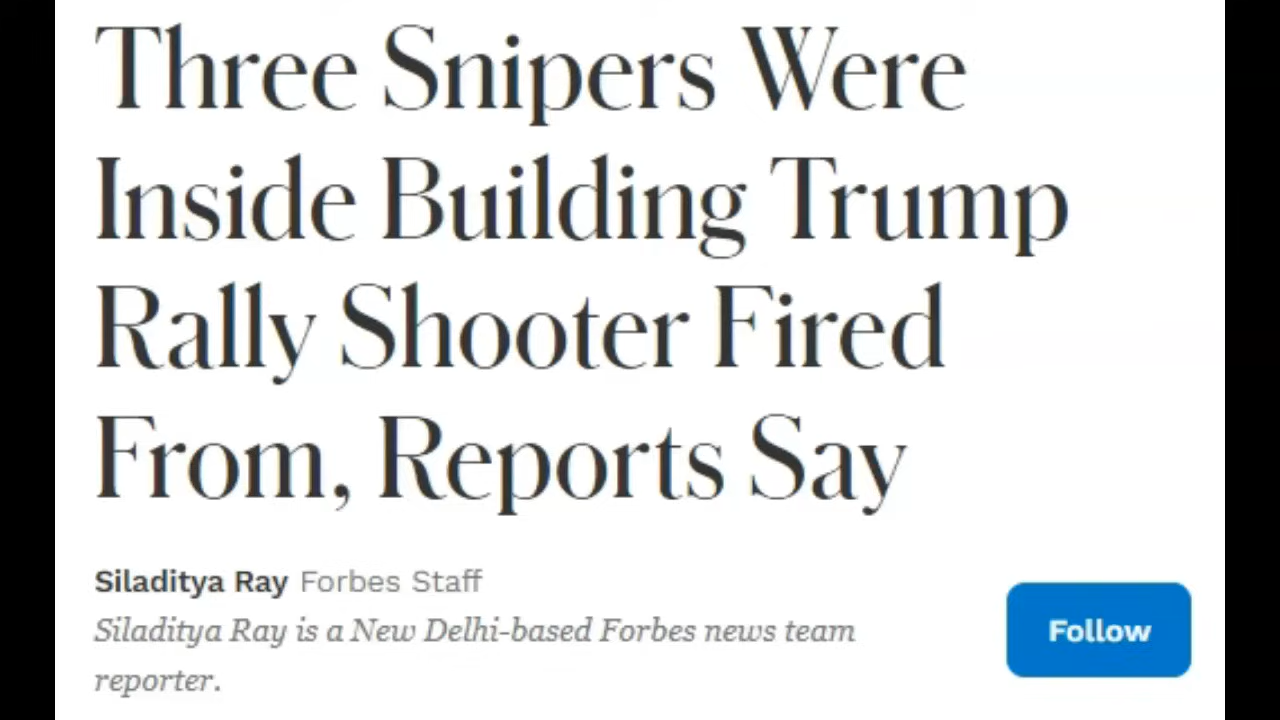 Three Snipers Were
Inside Building Trump
Rally Shooter Fired
From, Reports Say
Siladitya Ray Forbes Staff
Siladitya Ray is a New Delhi-based Forbes news team
reporter.
Follow